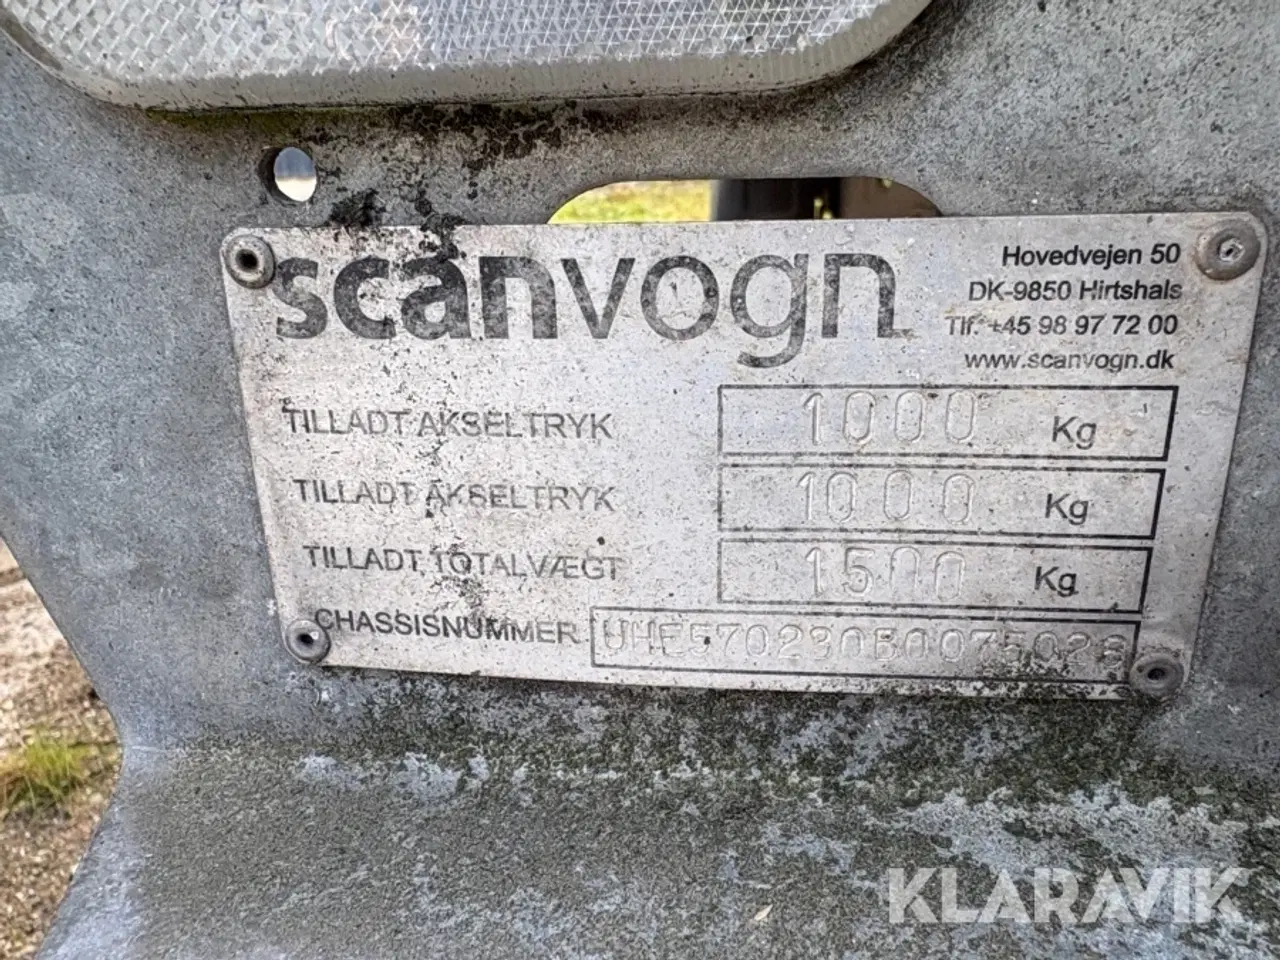 scanvogn
Hovedvejen 50
DK-9850 Hirtshals
Tlf. +45 98 97 72 00
www.scanvogn.dk
TILLADT AKSELTRYK 1000 Kg
TILLADT AKSELTRYK 1000 Kg
TILLADT TOTALVÆGT 1500 Kg
CHASSISNUMMER
KLARAVIK